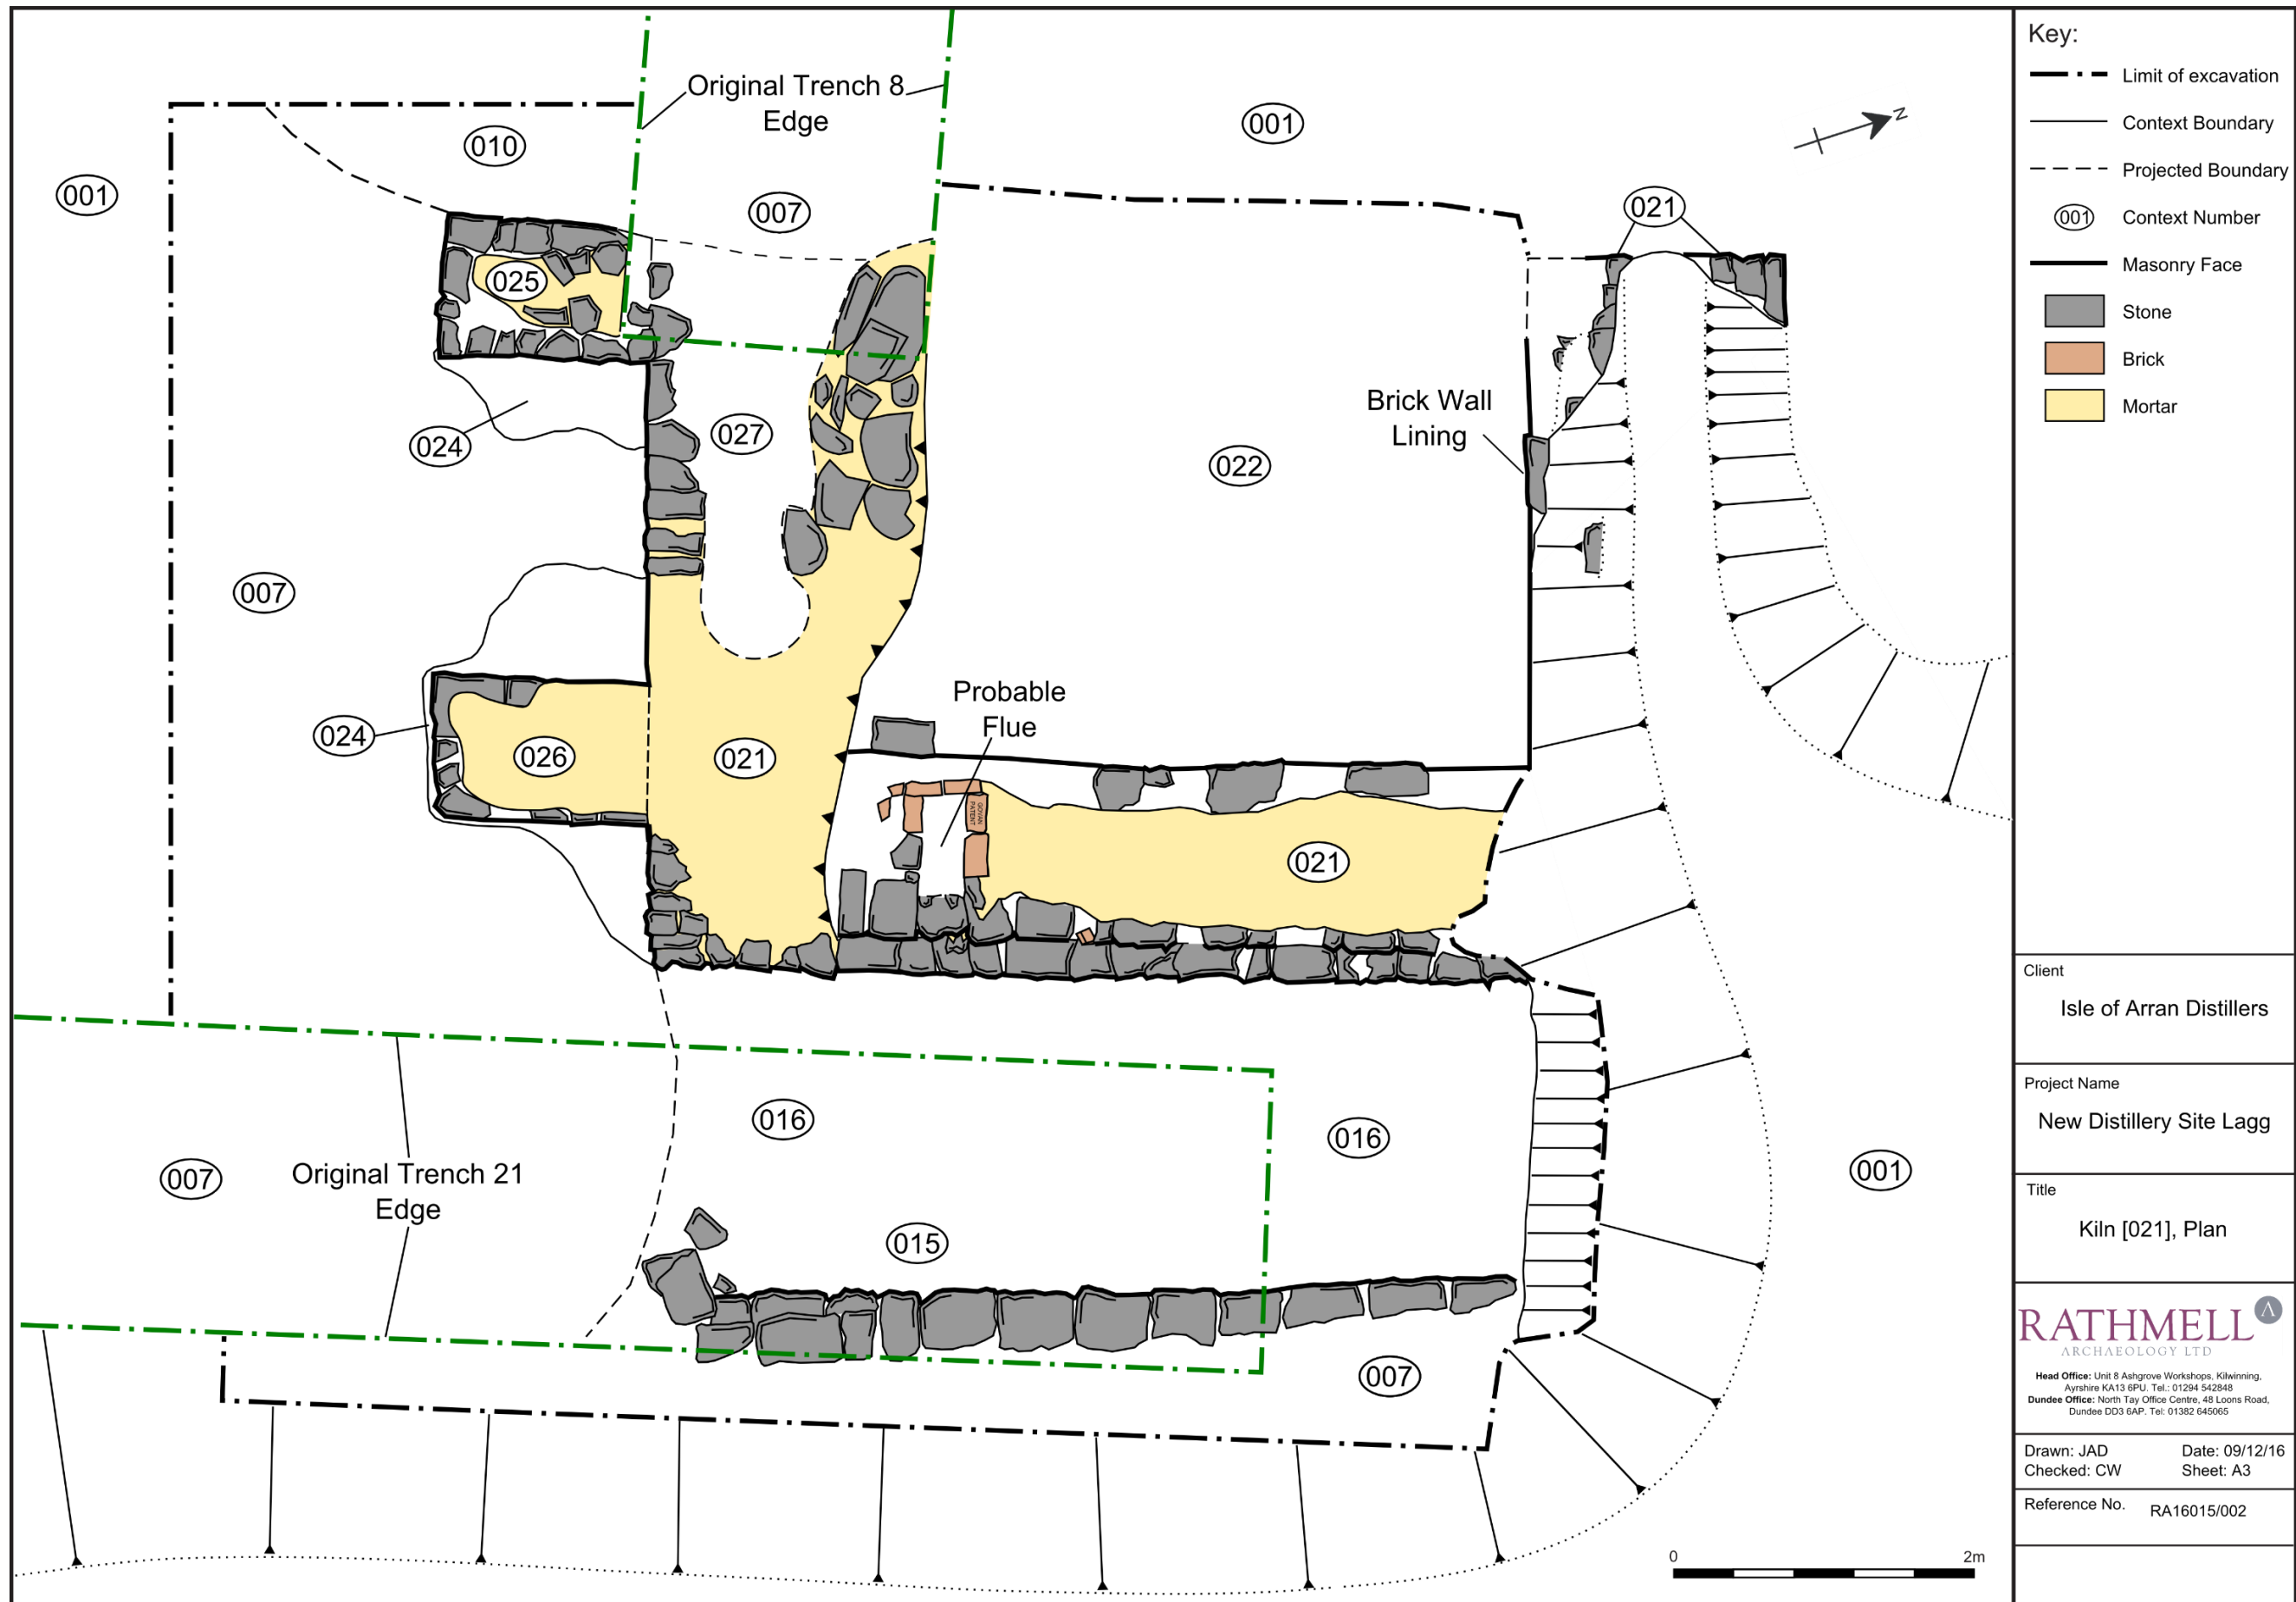 Original Trench 8
Edge
010
001
001
007
021
025
Brick Wall
Lining
024
027
022
007
Probable
Flue
024
026
021
GOVAN
PATENT
021
016
016
007
Original Trench 21
Edge
001
015
007
0 2m
N
Key:
Limit of excavation
Context Boundary
Projected Boundary
001 Context Number
Masonry Face
Stone
Brick
Mortar
Client
Isle of Arran Distillers
Project Name
New Distillery Site Lagg
Title
Kiln [021], Plan
RATHMELL
ARCHAEOLOGY LTD
Head Office: Unit 8 Ashgrove Workshops, Kilwinning,
Ayrshire KA13 6PU. Tel.: 01294 542848
Dundee Office: North Tay Office Centre, 48 Loons Road,
Dundee DD3 6AP. Tel: 01382 645065
Drawn: JAD Date: 09/12/16
Checked: CW Sheet: A3
Reference No. RA16015/002